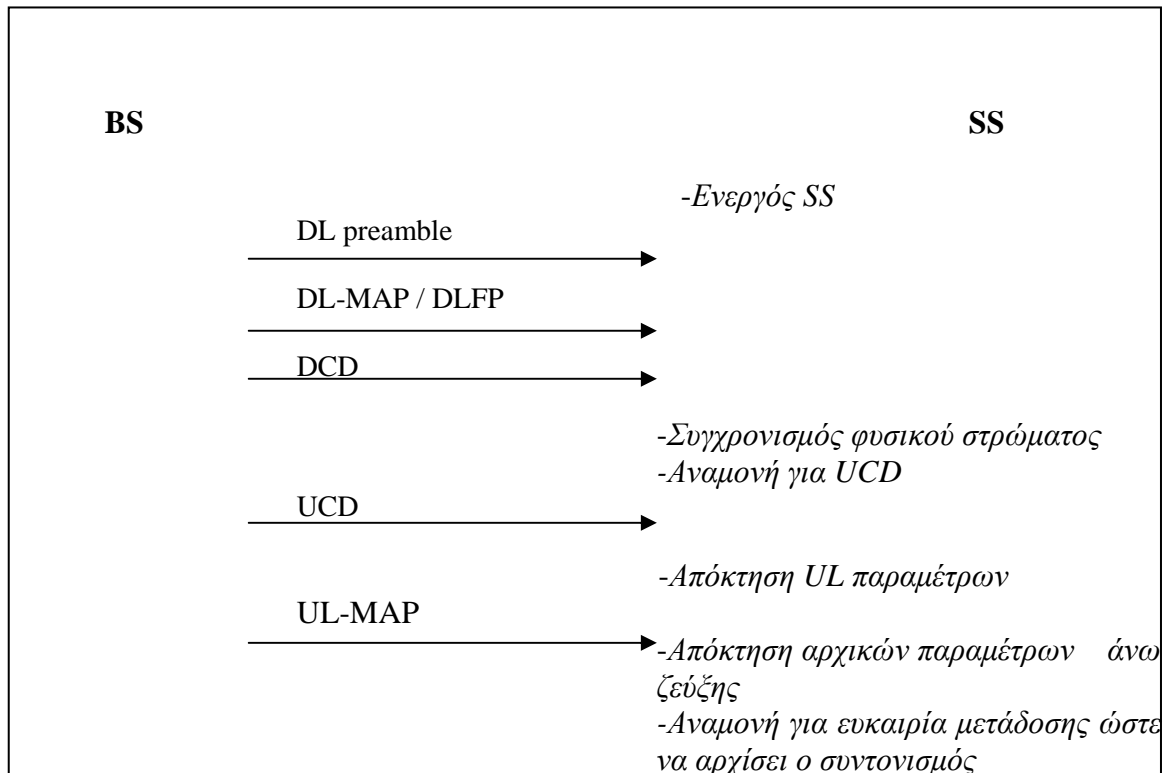 BS SS
-Ενεργός SS
DL preamble
DL-MAP / DLFP
DCD
-Συγχρονισμός φυσικού στρώματος
-Αναμονή για UCD
UCD
-Απόκτηση UL παραμέτρων
UL-MAP
-Απόκτηση αρχικών παραμέτρων άνω
ζεύξης
-Αναμονή για ευκαιρία μετάδοσης ώστε
να αρχίσει ο συντονισμός